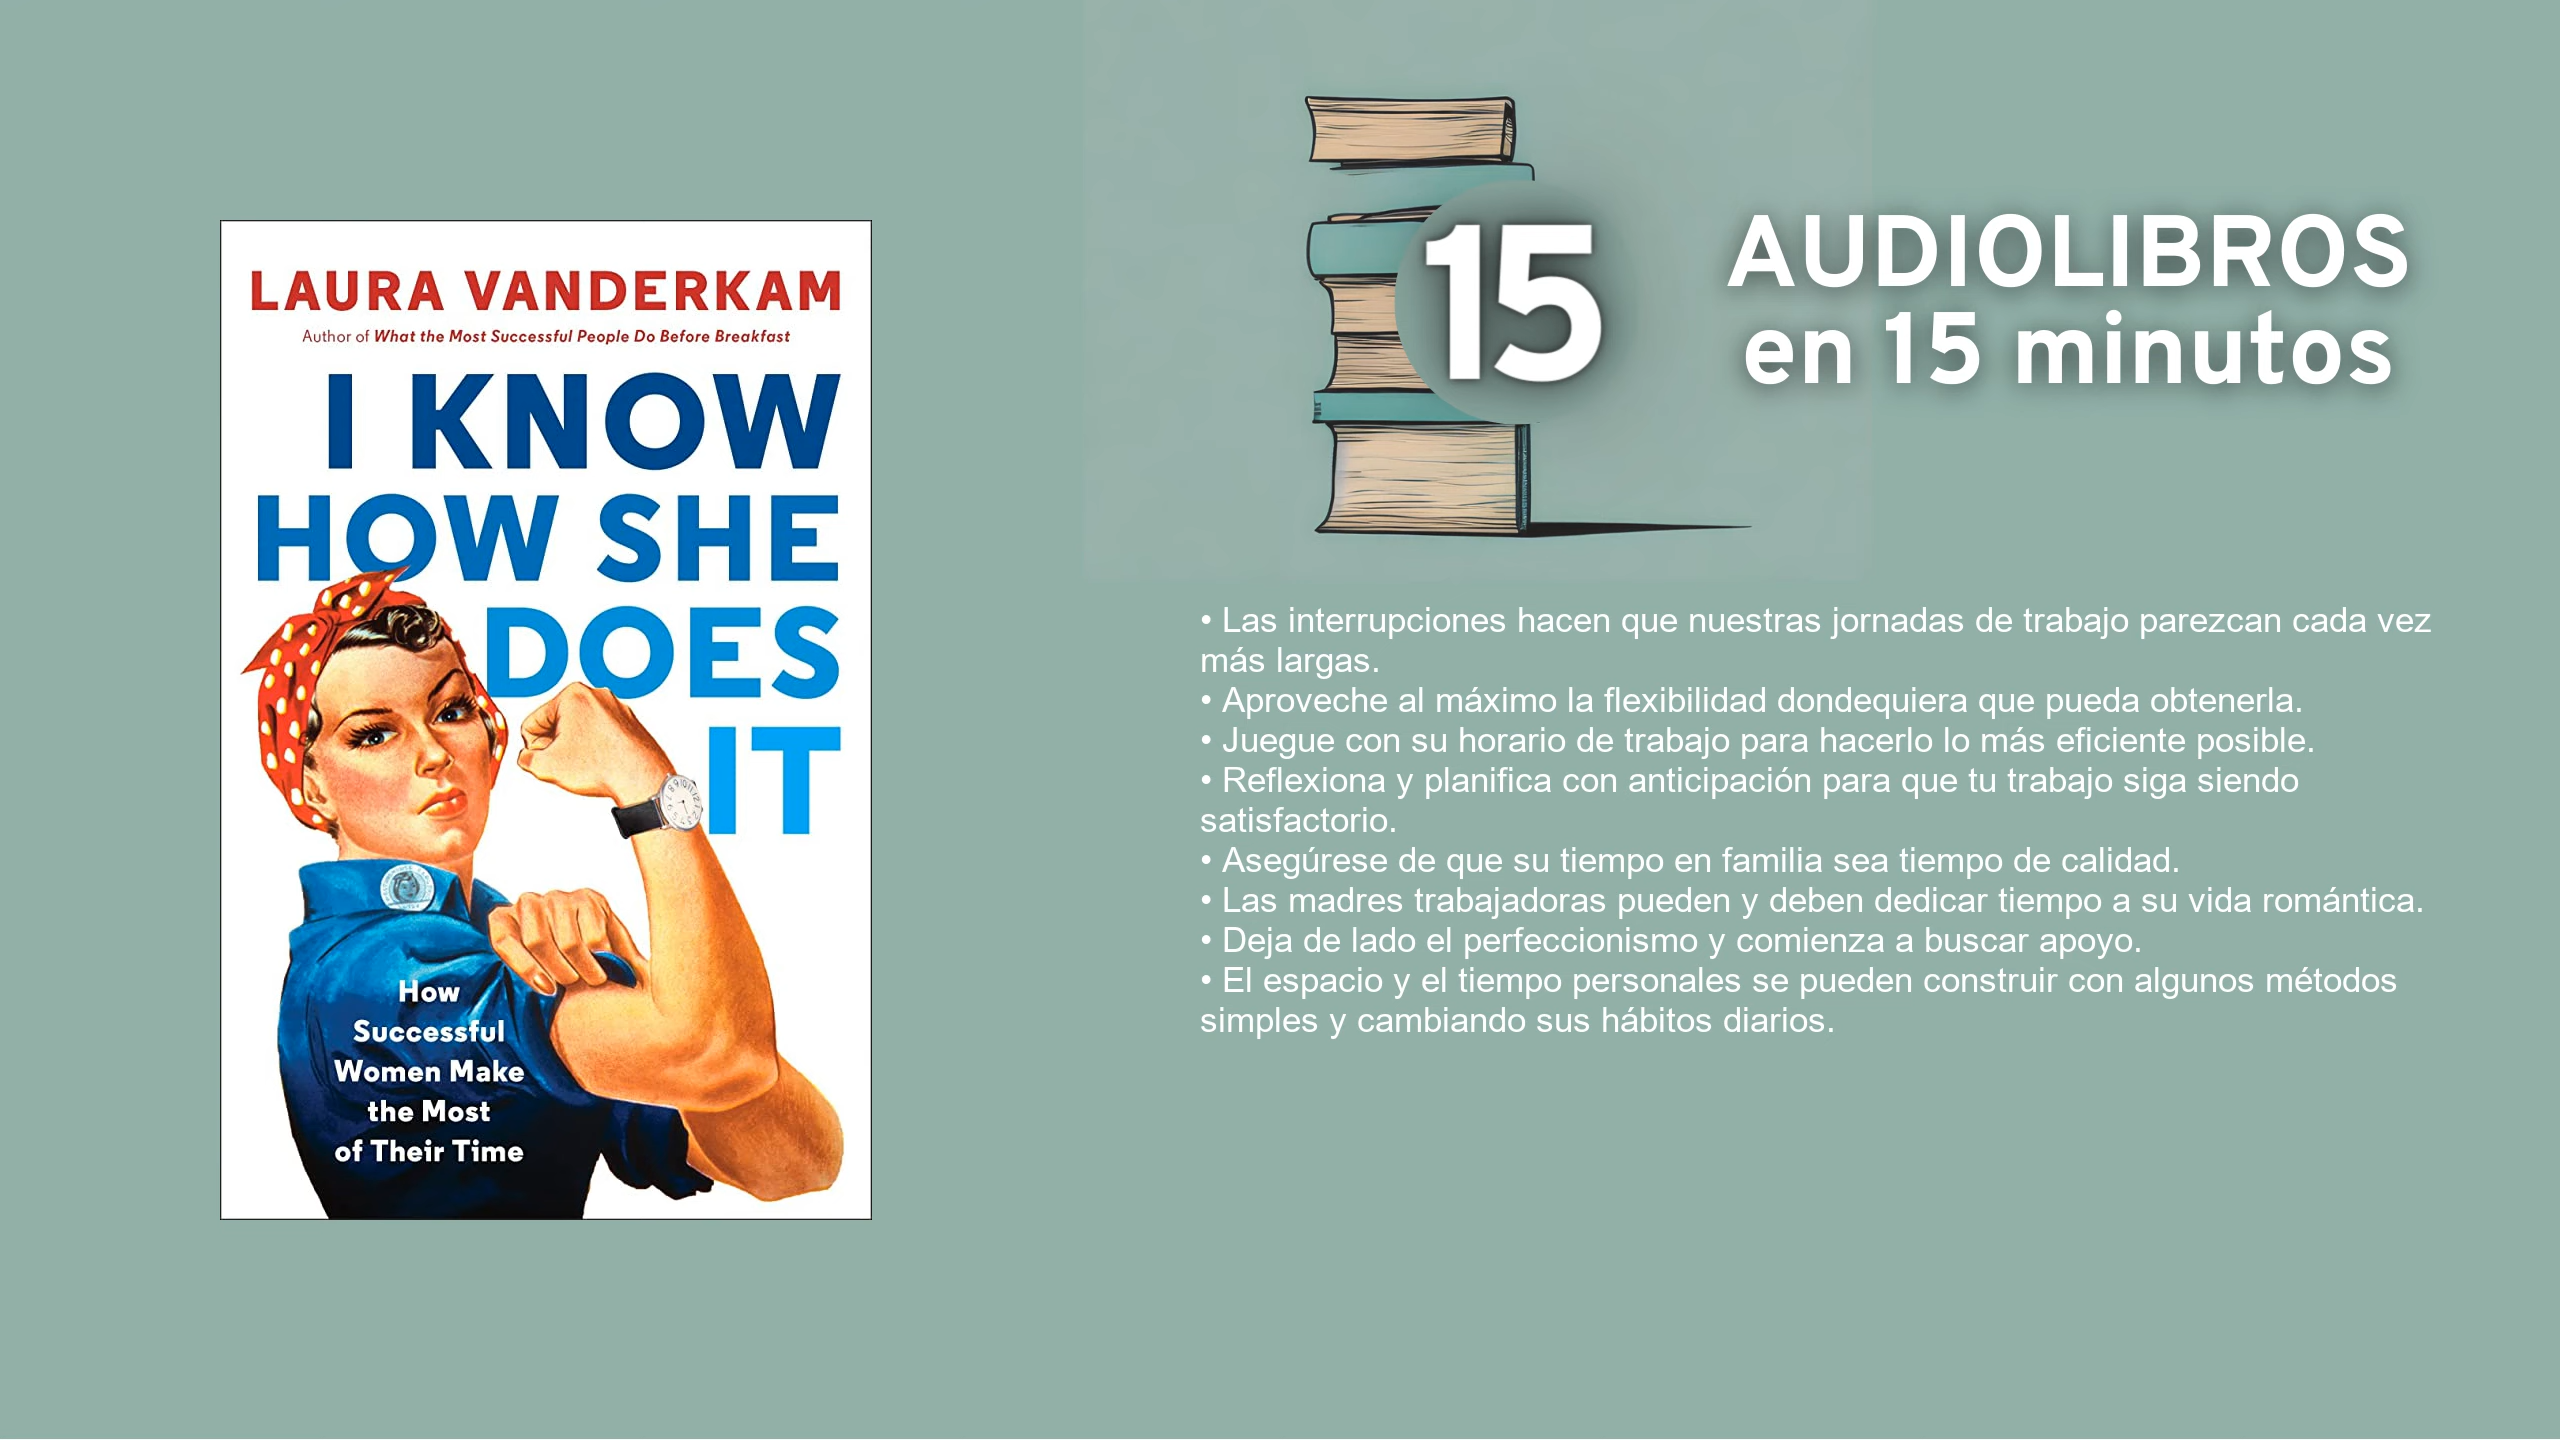 LAURA VANDERKAM
Author of What the Most Successful People Do Before Breakfast
I KNOW
HOW SHE
DOES
IT
How
Successful
Women Make
the Most
of Their Time
15
AUDIOLIBROS
en 15 minutos
• Las interrupciones hacen que nuestras jornadas de trabajo parezcan cada vez
más largas.
• Aproveche al máximo la flexibilidad dondequiera que pueda obtenerla.
• Juegue con su horario de trabajo para hacerlo lo más eficiente posible.
• Reflexiona y planifica con anticipación para que tu trabajo siga siendo
satisfactorio.
• Asegúrese de que su tiempo en familia sea tiempo de calidad.
• Las madres trabajadoras pueden y deben dedicar tiempo a su vida romántica.
• Deja de lado el perfeccionismo y comienza a buscar apoyo.
• El espacio y el tiempo personales se pueden construir con algunos métodos
simples y cambiando sus hábitos diarios.